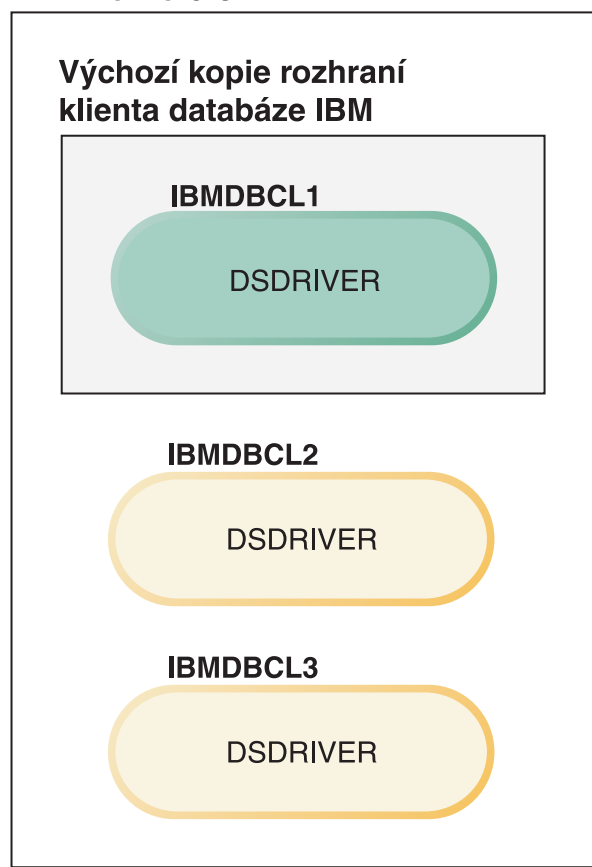 Výchozí kopie rozhraní
klienta databáze IBM
IBMDBCL1
DSDRIVER
IBMDBCL2
DSDRIVER
IBMDBCL3
DSDRIVER